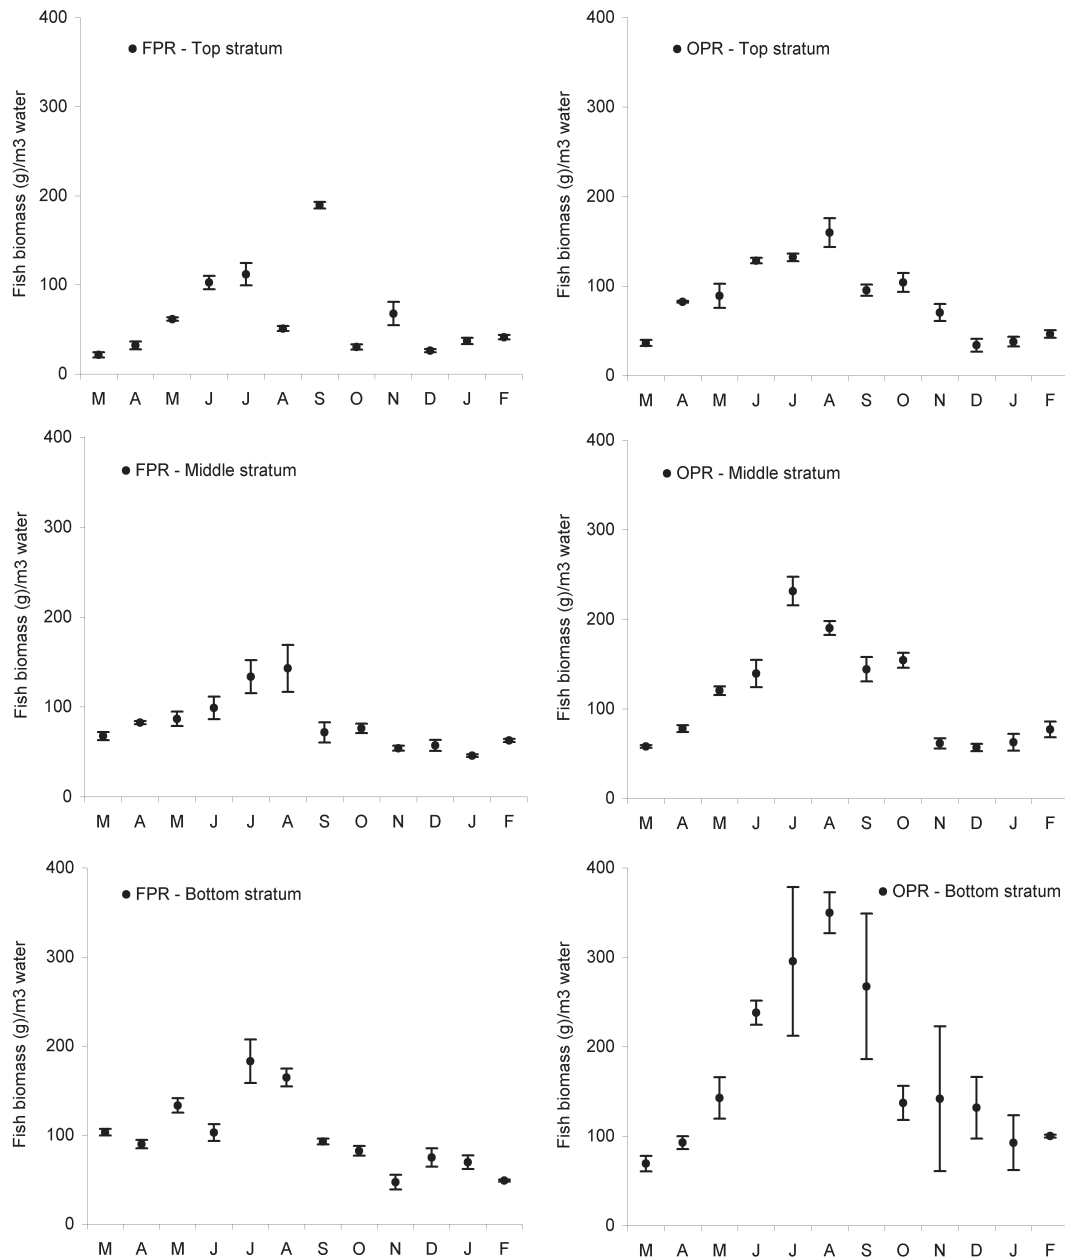 400
300
200
100
0
Fish biomass (g)/m3 water
FPR - Top stratum
M A M J J A S O N D J F
400
300
200
100
0
Fish biomass (g)/m3 water
OPR - Top stratum
M A M J J A S O N D J F
400
300
200
100
0
Fish biomass (g)/m3 water
FPR - Middle stratum
M A M J J A S O N D J F
400
300
200
100
0
Fish biomass (g)/m3 water
OPR - Middle stratum
M A M J J A S O N D J F
400
300
200
100
0
Fish biomass (g)/m3 water
FPR - Bottom stratum
M A M J J A S O N D J F
400
300
200
100
0
Fish biomass (g)/m3 water
OPR - Bottom stratum
M A M J J A S O N D J F